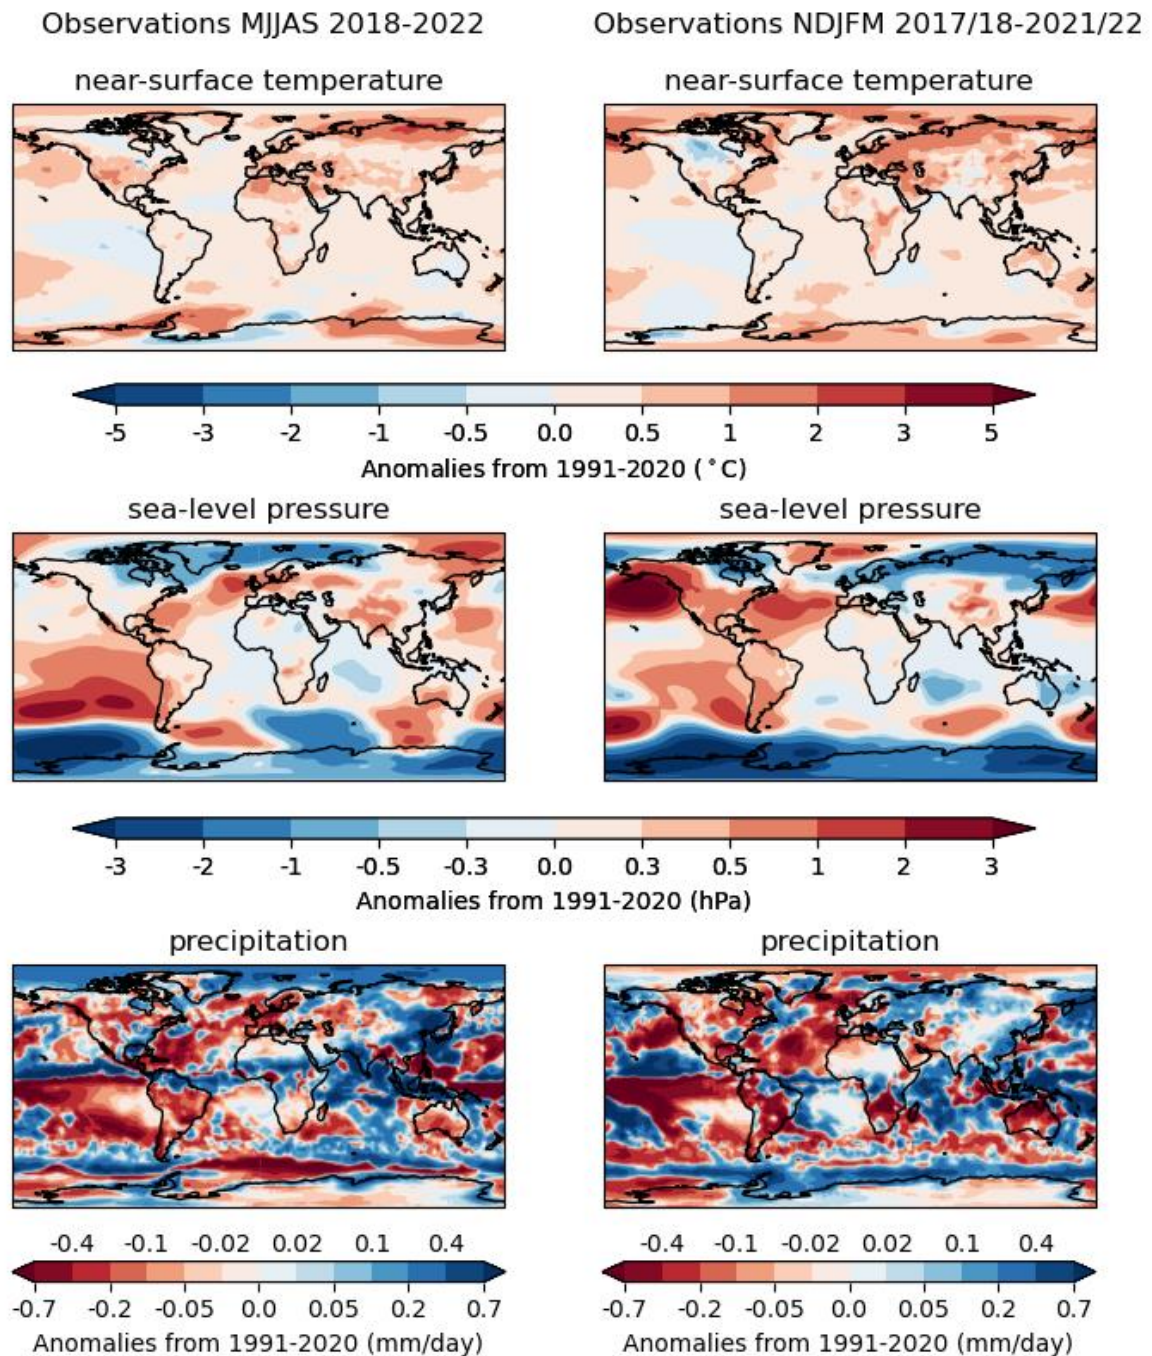 Observations MJJAS 2018-2022
Observations NDJFM 2017/18-2021/22
near-surface temperature
near-surface temperature
-5 -3 -2 -1 -0.5 0.0 0.5 1 2 3 5
Anomalies from 1991-2020 (°C)
sea-level pressure
sea-level pressure
-3 -2 -1 -0.5 -0.3 0.0 0.3 0.5 1 2 3
Anomalies from 1991-2020 (hPa)
precipitation
precipitation
-0.4 -0.1 -0.02 0.02 0.1 0.4
-0.7 -0.2 -0.05 0.0 0.05 0.2 0.7
Anomalies from 1991-2020 (mm/day)
-0.4 -0.1 -0.02 0.02 0.1 0.4
-0.7 -0.2 -0.05 0.0 0.05 0.2 0.7
Anomalies from 1991-2020 (mm/day)